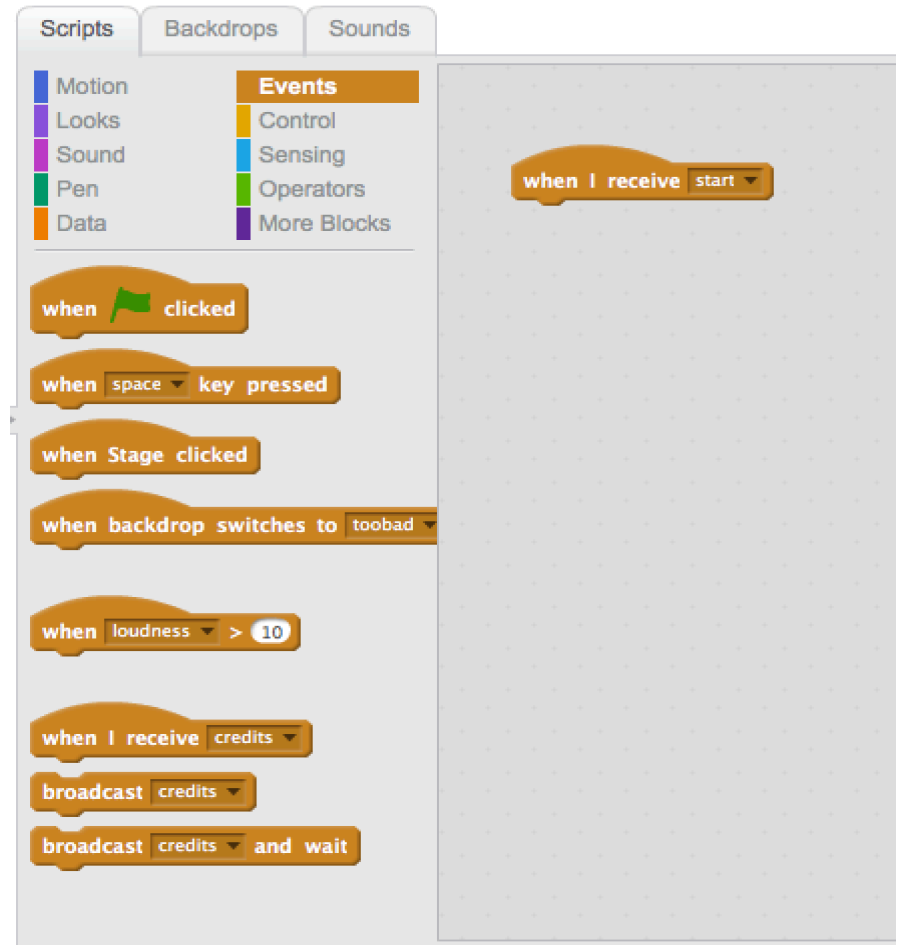 Scripts Backdrops Sounds
Motion Events
Looks Control
Sound Sensing
Pen Operators
Data More Blocks
when clicked
when space key pressed
when Stage clicked
when backdrop switches to toobad
when loudness > 10
when I receive credits
broadcast credits
broadcast credits and wait
when I receive start